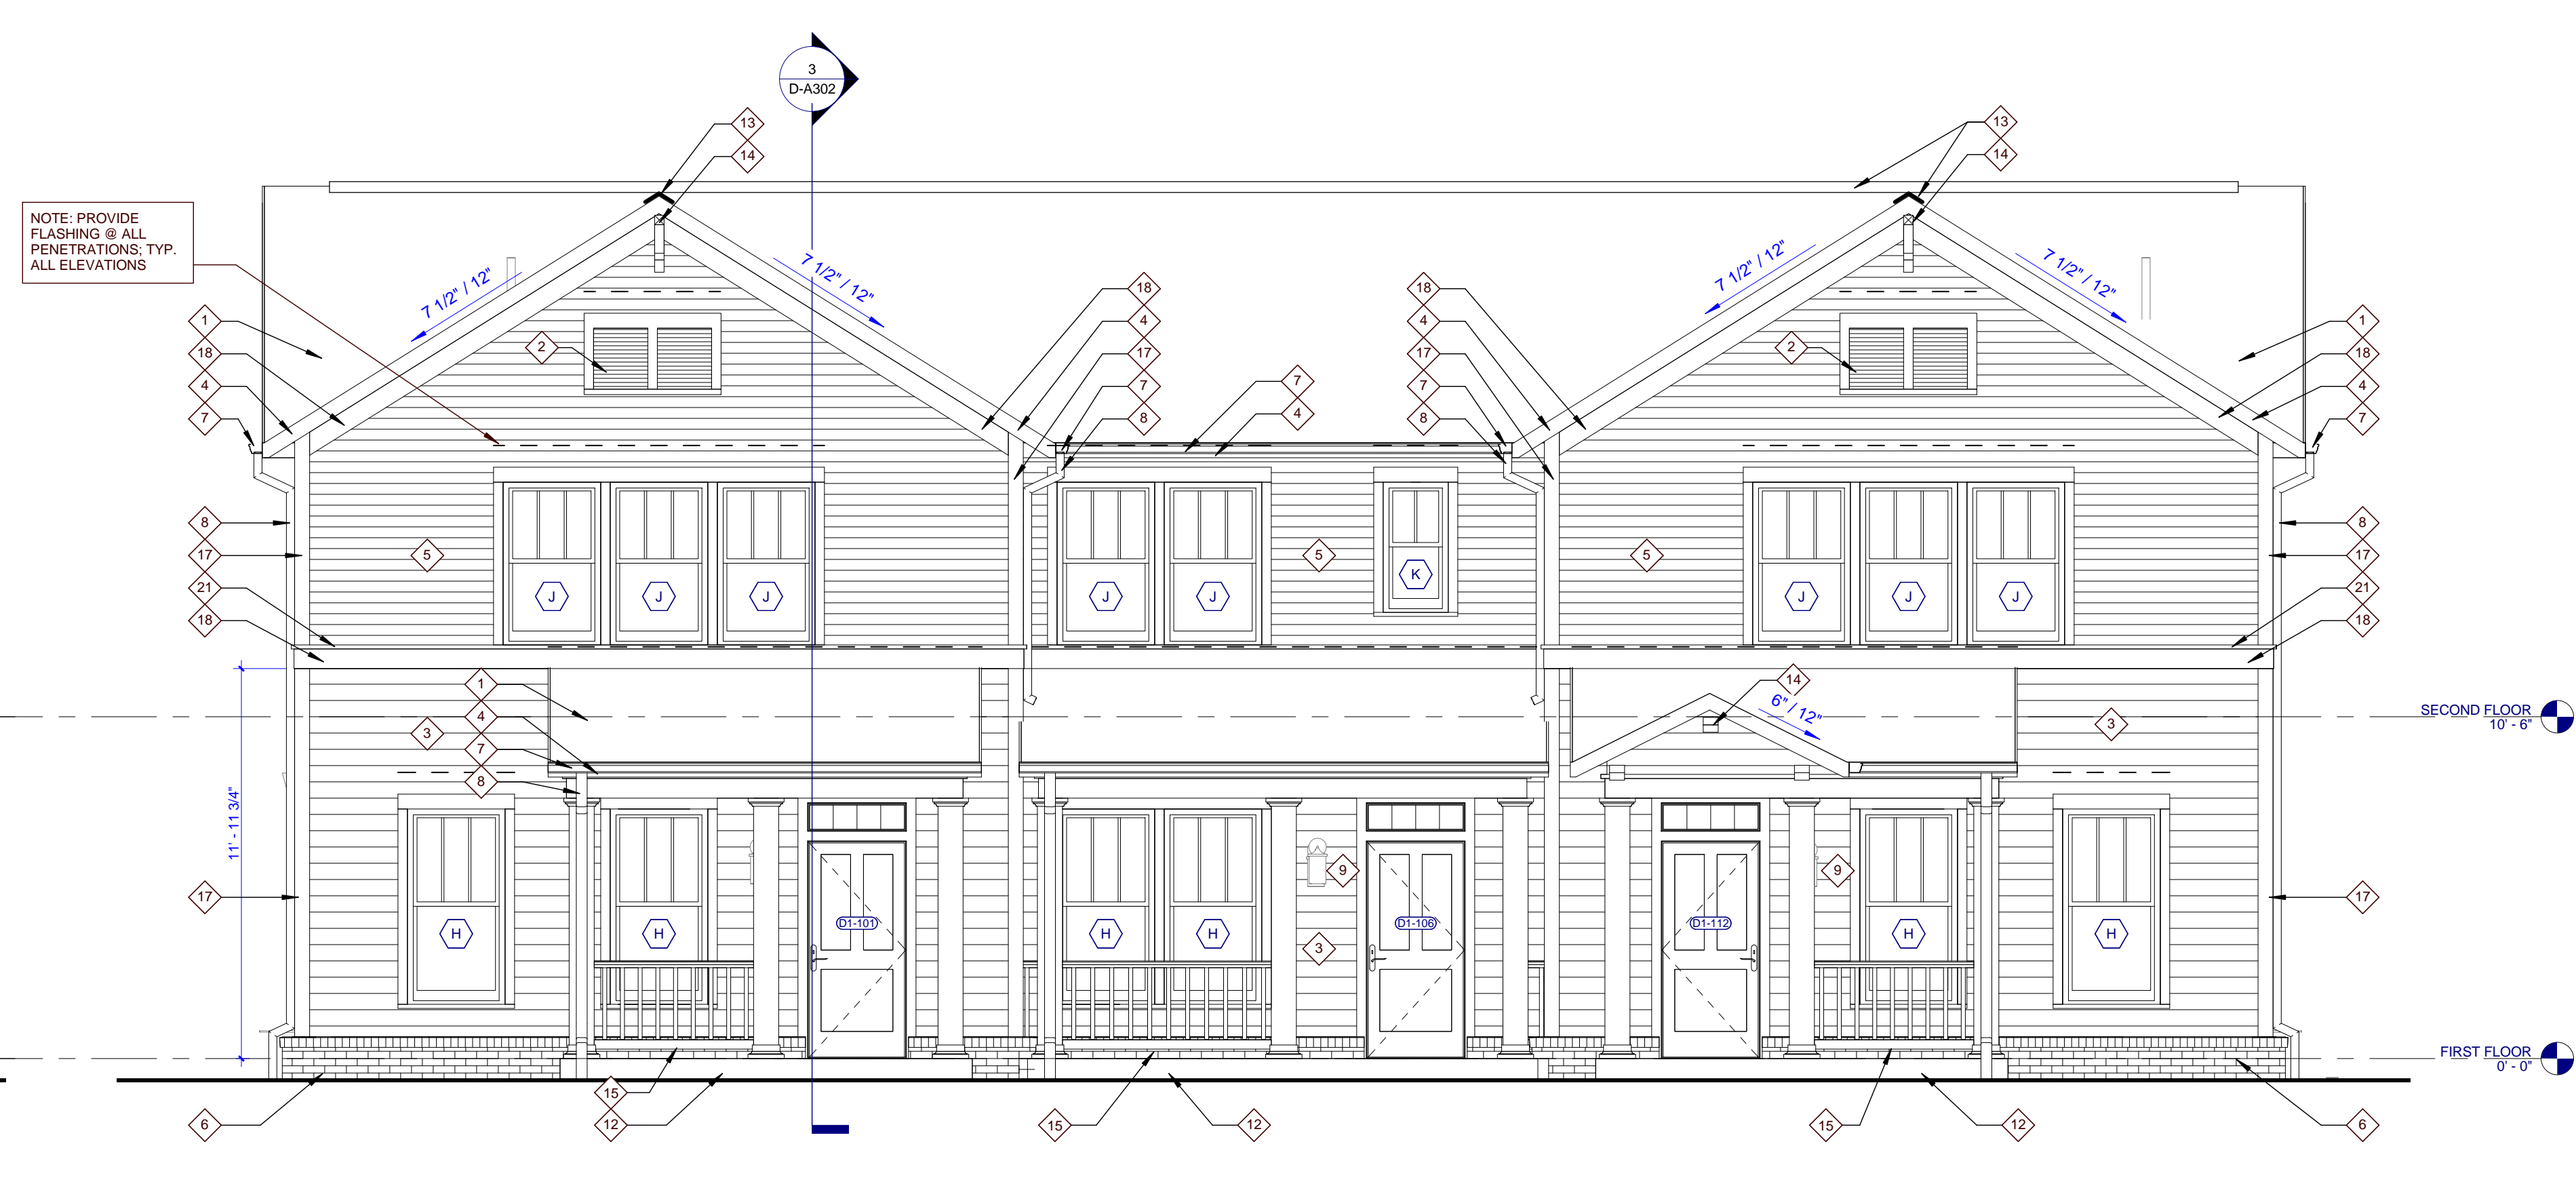 3
D-A302
13
14
13
14
NOTE: PROVIDE
FLASHING @ ALL
PENETRATIONS; TYP.
ALL ELEVATIONS
7 1/2" / 12"
7 1/2" / 12"
7 1/2" / 12"
7 1/2" / 12"
1
18
4
7
2
18
4
17
7
8
7
4
18
4
17
7
8
2
1
18
4
7
8
17
21
18
5
J
J
J
J
J
5
K
5
J
J
J
8
17
21
18
1
4
7
8
3
14
6" / 12"
3
SECOND FLOOR
10' - 6"
11' - 11 3/4"
17
H
H
D1-101
H
H
9
3
D1-106
D1-112
9
H
H
17
FIRST FLOOR
0' - 0"
6
15
12
15
12
15
12
6